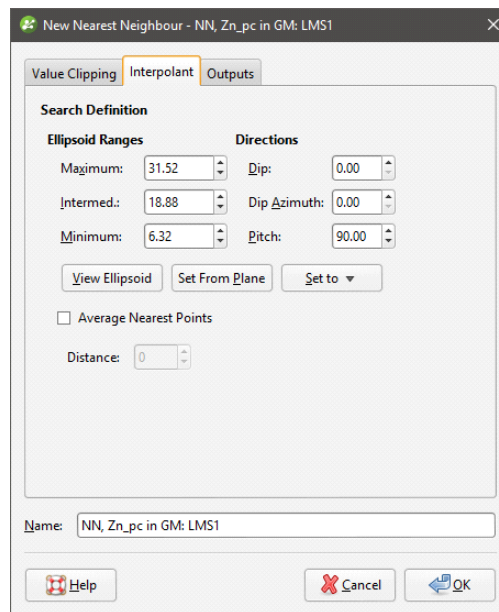 New Nearest Neighbour - NN, Zn_pc in GM: LMS1
Value Clipping Interpolant Outputs
Search Definition
Ellipsoid Ranges Directions
Maximum: 31.52 Dip: 0.00
Intermed.: 18.88 Dip Azimuth: 0.00
Minimum: 6.32 Pitch: 90.00
View Ellipsoid Set From Plane Set to
Average Nearest Points
Distance: 0
Name: NN, Zn_pc in GM: LMS1
Help Cancel OK